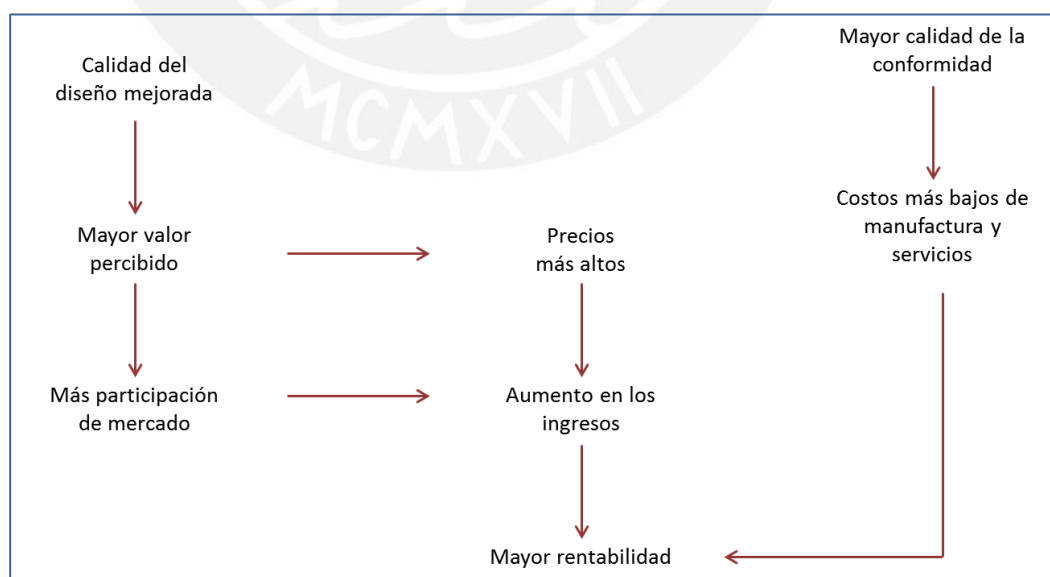 MCMXVII
Calidad del
diseño mejorada
Mayor valor
percibido
Más participación
de mercado
Precios
más altos
Aumento en los
ingresos
Mayor rentabilidad
Mayor calidad de la
conformidad
Costos más bajos de
manufactura y
servicios